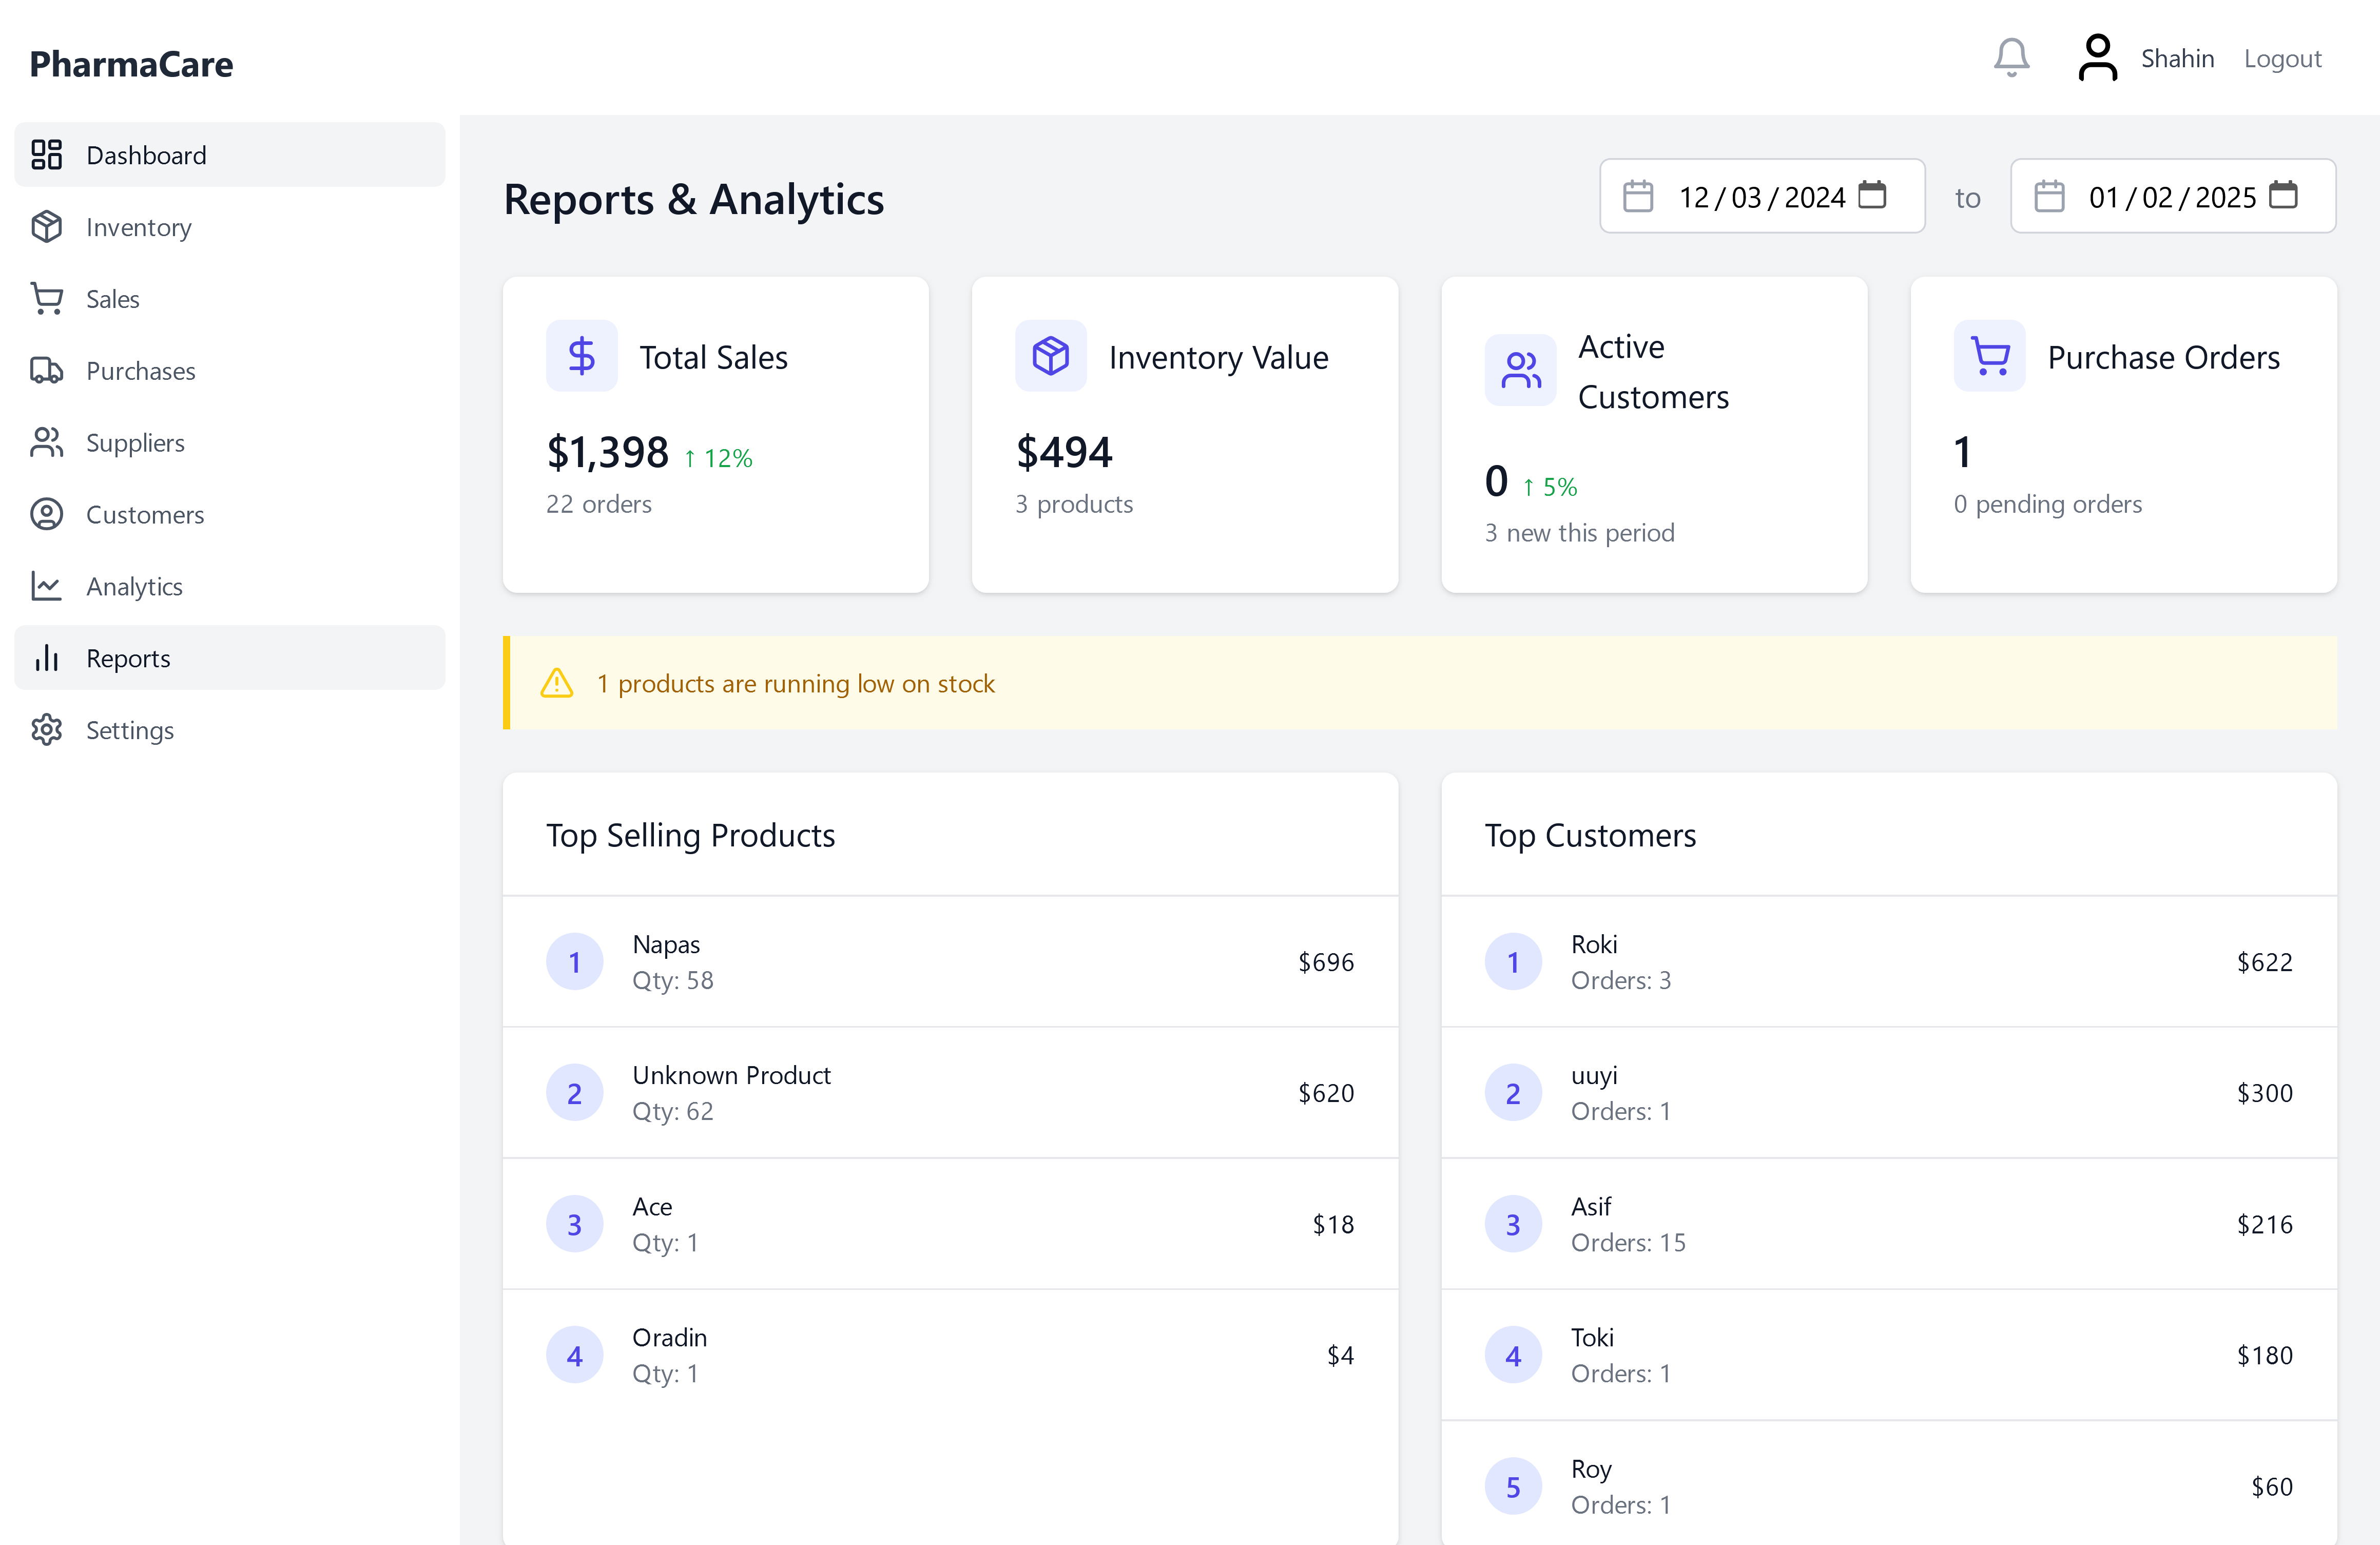 PharmaCare
Shahin Logout
Dashboard
Inventory
Sales
Purchases
Suppliers
Customers
Analytics
Reports
Settings
Reports & Analytics
12/03/2024 to 01/02/2025
Total Sales
$1,398 ↑ 12%
22 orders
Inventory Value
$494
3 products
Active
Customers
0 ↑ 5%
3 new this period
Purchase Orders
1
0 pending orders
1 products are running low on stock
Top Selling Products
1 Napas $696
Qty: 58
2 Unknown Product $620
Qty: 62
3 Ace $18
Qty: 1
4 Oradin $4
Qty: 1
Top Customers
1 Roki $622
Orders: 3
2 uuyi $300
Orders: 1
3 Asif $216
Orders: 15
4 Toki $180
Orders: 1
5 Roy $60
Orders: 1